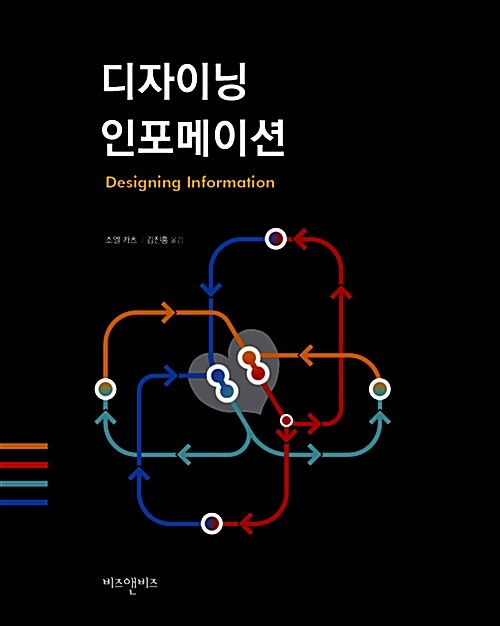 디자이닝
인포메이션
Designing Information
조엘 카츠 | 김진홍 옮김
비즈앤비즈